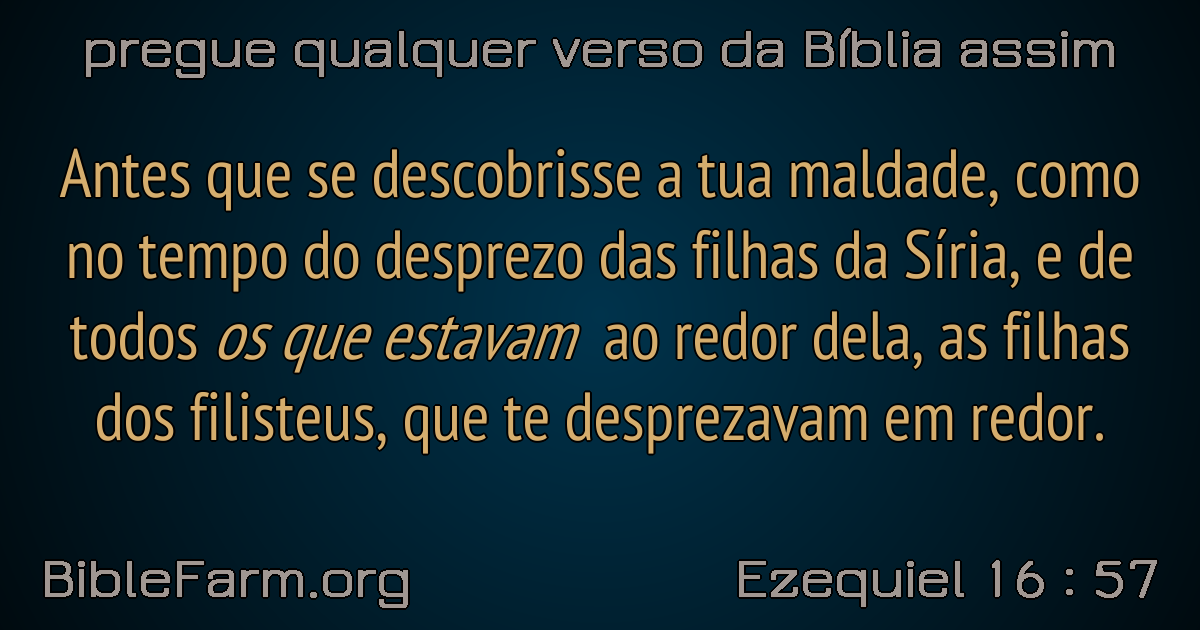 pregue qualquer verso da Bíblia assim
Antes que se descobrisse a tua maldade, como
no tempo do desprezo das filhas da Síria, e de
todos os que estavam ao redor dela, as filhas
dos filisteus, que te desprezavam em redor.
BibleFarm.org
Ezequiel 16 : 57